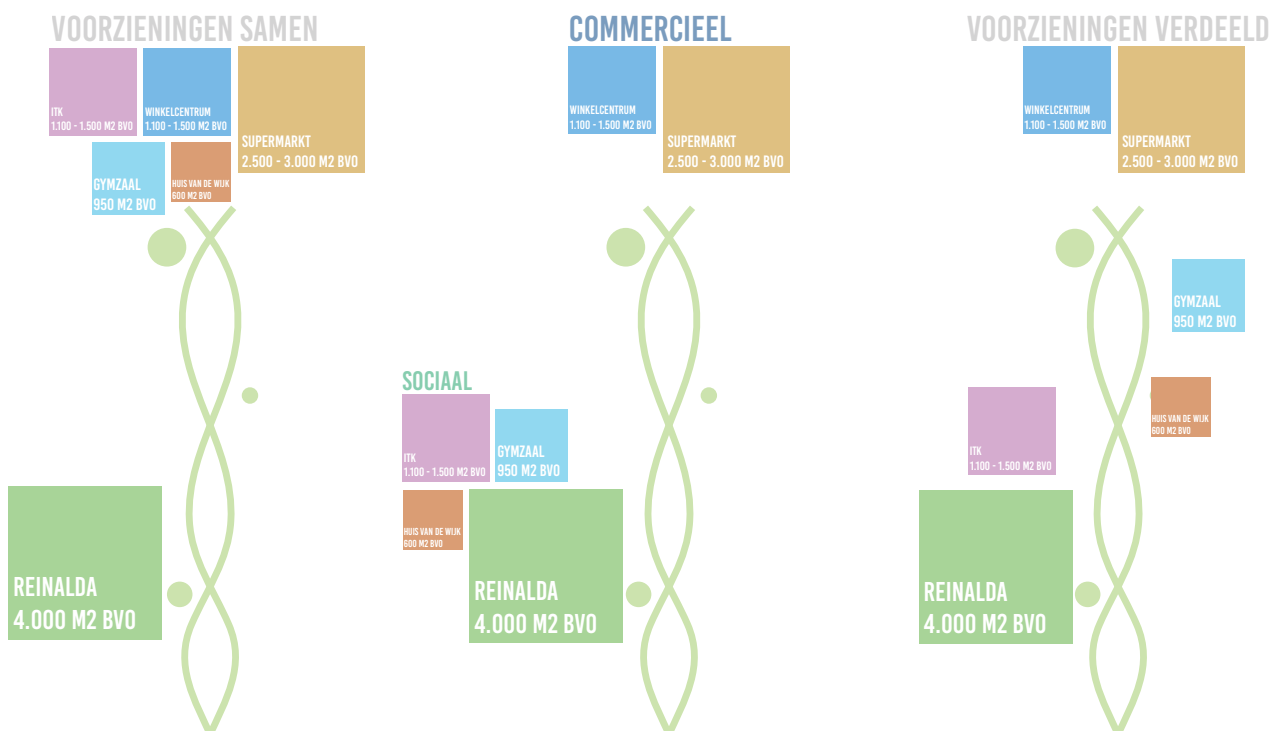 VOORZIENINGEN SAMEN
ITK
1.100 - 1.500 M2 BVO
WINKELCENTRUM
1.100 - 1.500 M2 BVO
SUPERMARKT
2.500 - 3.000 M2 BVO
GYMZAAL
950 M2 BVO
HUIS VAN DE WIJK
600 M2 BVO
REINALDA
4.000 M2 BVO
COMMERCIEEL
WINKELCENTRUM
1.100 - 1.500 M2 BVO
SUPERMARKT
2.500 - 3.000 M2 BVO
SOCIAAL
ITK
1.100 - 1.500 M2 BVO
GYMZAAL
950 M2 BVO
HUIS VAN DE WIJK
600 M2 BVO
REINALDA
4.000 M2 BVO
VOORZIENINGEN VERDEELD
WINKELCENTRUM
1.100 - 1.500 M2 BVO
SUPERMARKT
2.500 - 3.000 M2 BVO
GYMZAAL
950 M2 BVO
HUIS VAN DE WIJK
600 M2 BVO
ITK
1.100 - 1.500 M2 BVO
REINALDA
4.000 M2 BVO